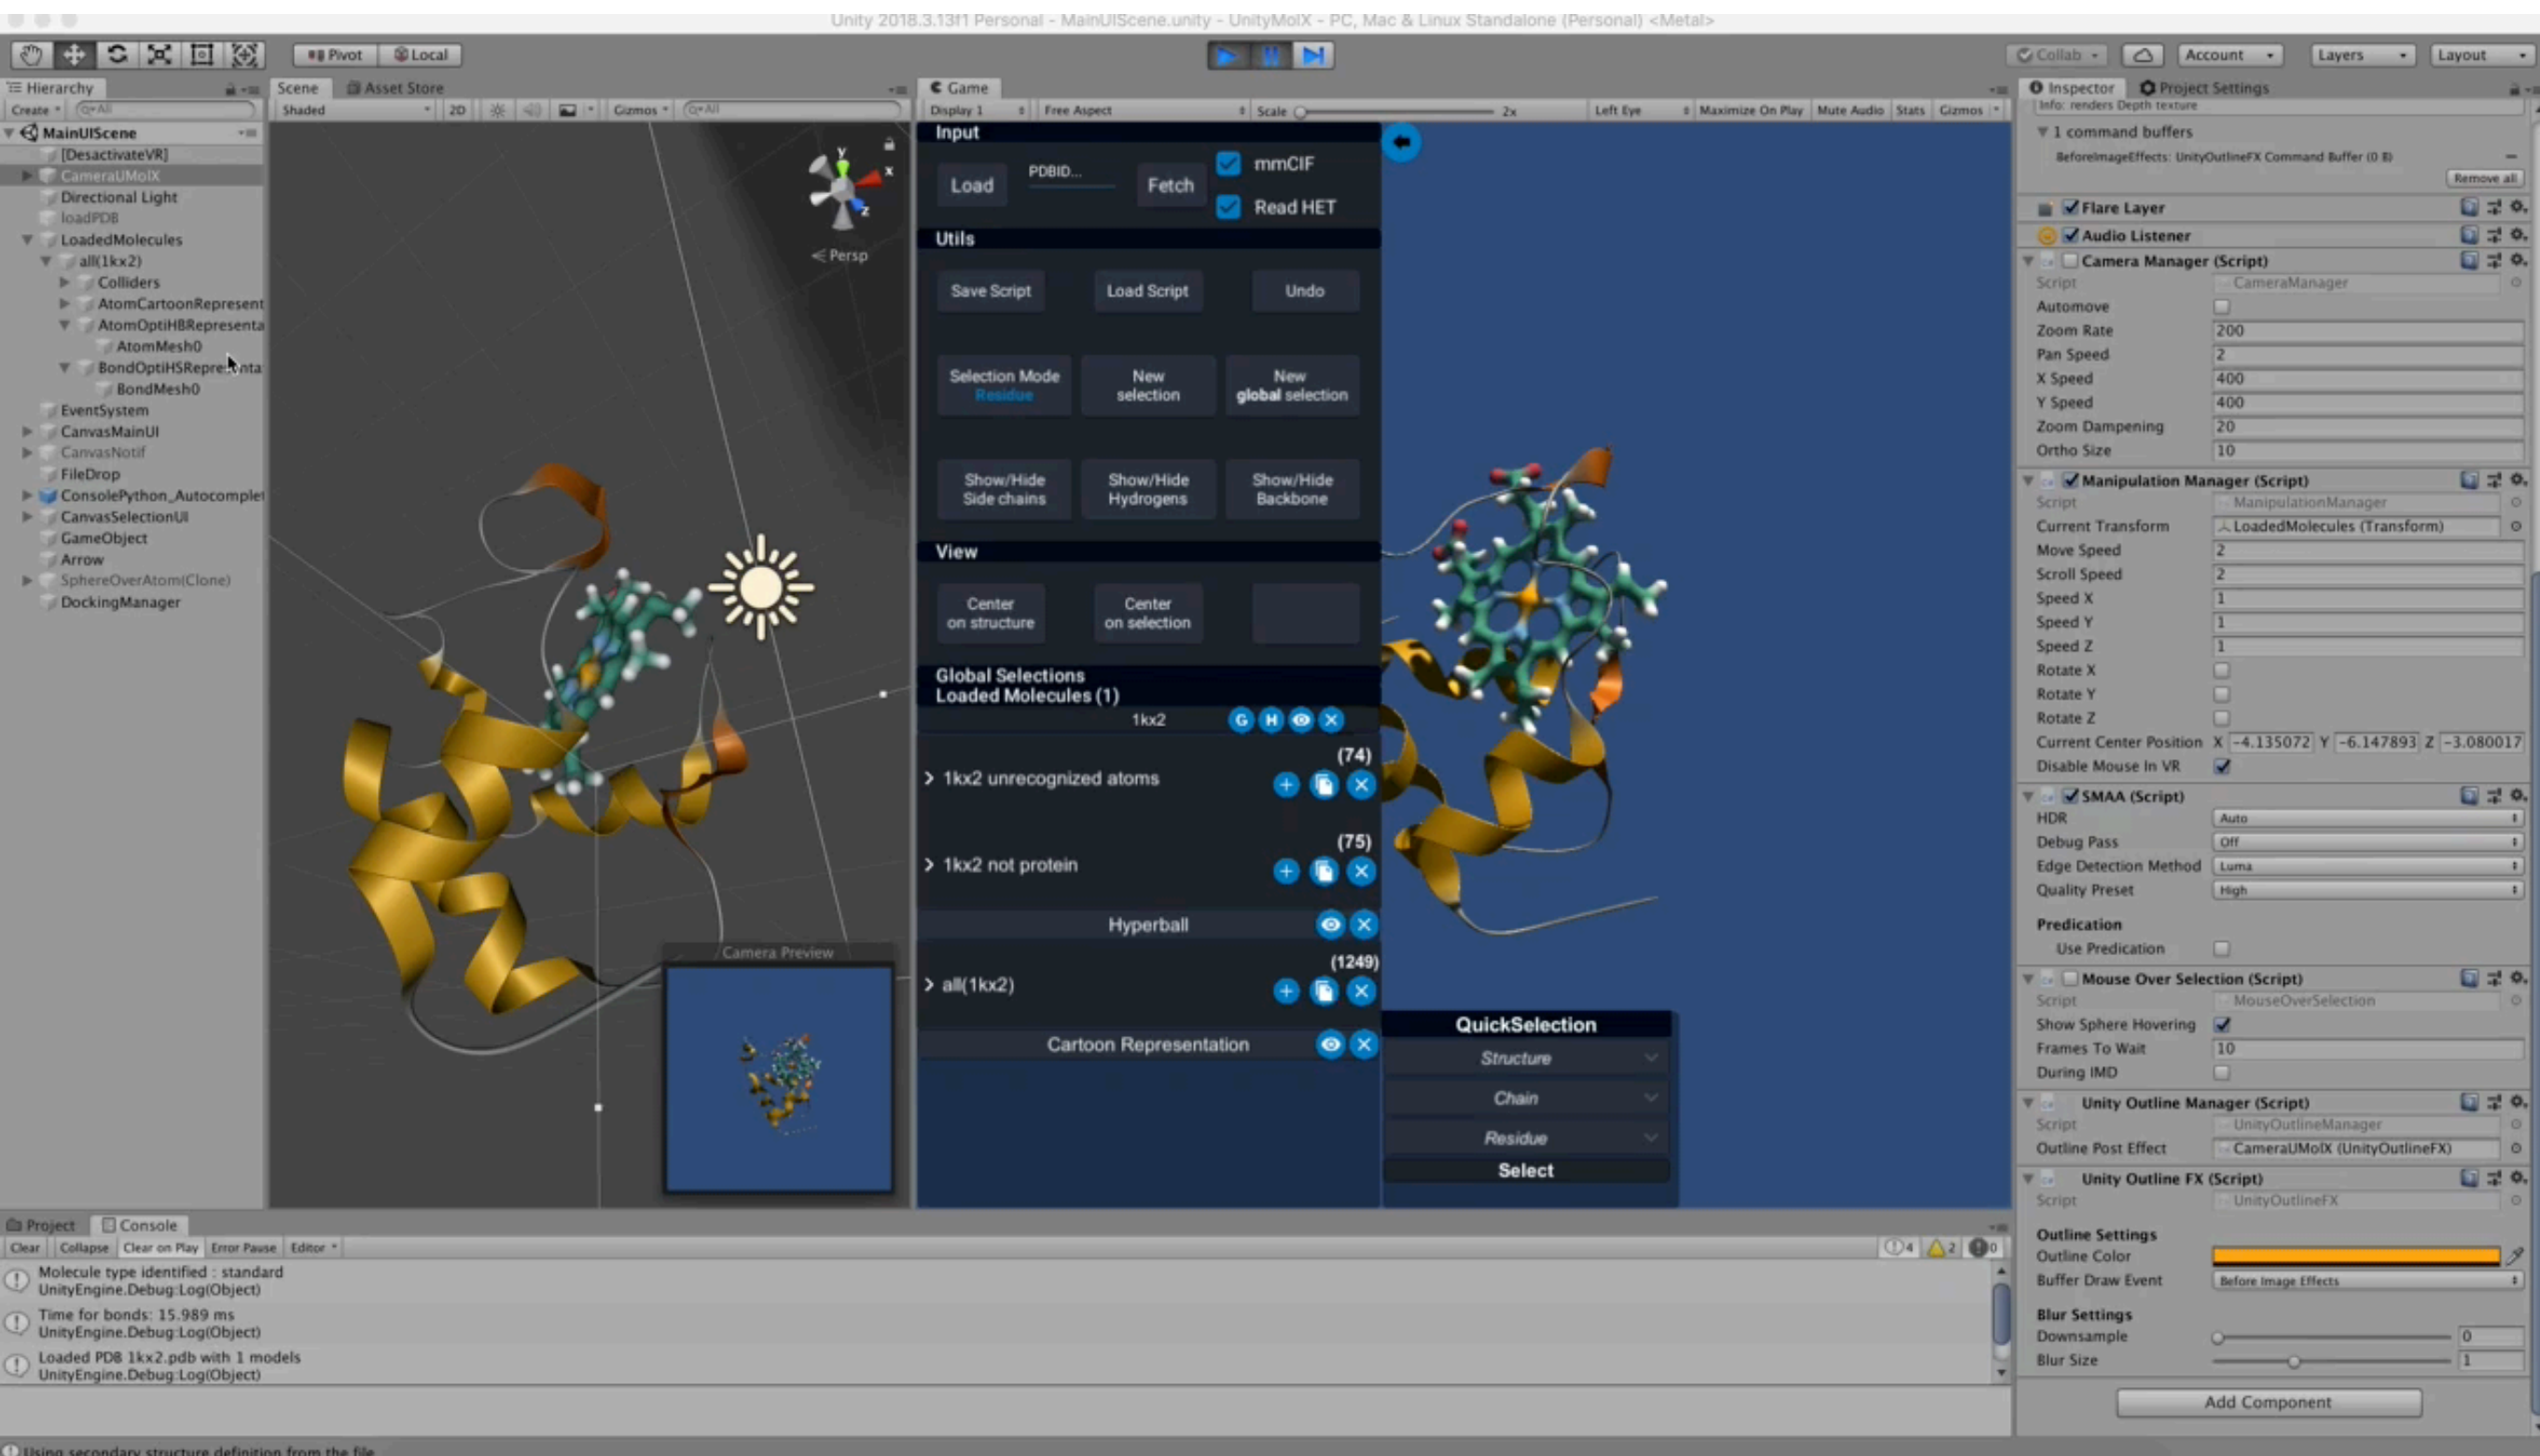 Unity 2018.3.13f1 Personal - MainUIScene.unity - UnityMolX - PC, Mac & Linux Standalone (Personal) <Metal>
Pivot Local
Collab Account Layers Layout
Hierarchy
Create All
MainUIScene
[DesactivateVR]
CameraUMolX
Directional Light
loadPDB
LoadedMolecules
all(1kx2)
Colliders
AtomCartoonRepresent
AtomOptiHBRepresenta
AtomMesh0
BondOptiHSRepresenta
BondMesh0
EventSystem
CanvasMainUI
CanvasNotif
FileDrop
ConsolePython_Autocomplet
CanvasSelectionUI
GameObject
Arrow
SphereOverAtom(Clone)
DockingManager
Scene Asset Store
Shaded 2D Gizmos All
y
x
z
Persp
Camera Preview
Game
Display 1 Free Aspect Scale 2x Left Eye Maximize On Play Mute Audio Stats Gizmos
Input
Load PDBID... Fetch mmCIF
Read HET
Utils
Save Script Load Script Undo
Selection Mode
Residue
New
selection
New
global selection
Show/Hide
Side chains
Show/Hide
Hydrogens
Show/Hide
Backbone
View
Center
on structure
Center
on selection
Global Selections
Loaded Molecules (1)
1kx2 G H
(74)
1kx2 unrecognized atoms
(75)
1kx2 not protein
Hyperball
(1249)
all(1kx2)
Cartoon Representation
QuickSelection
Structure
Chain
Residue
Select
Inspector Project Settings
Info: renders Depth texture
1 command buffers
BeforeImageEffects: UnityOutlineFX Command Buffer (0 B)
Remove all
Flare Layer
Audio Listener
Camera Manager (Script)
Script CameraManager
Automove
Zoom Rate 200
Pan Speed 2
X Speed 400
Y Speed 400
Zoom Dampening 20
Ortho Size 10
Manipulation Manager (Script)
Script ManipulationManager
Current Transform LoadedMolecules (Transform)
Move Speed 2
Scroll Speed 2
Speed X 1
Speed Y 1
Speed Z 1
Rotate X
Rotate Y
Rotate Z
Current Center Position X -4.135072 Y -6.147893 Z -3.080017
Disable Mouse In VR
SMAA (Script)
HDR Auto
Debug Pass Off
Edge Detection Method Luma
Quality Preset High
Predication
Use Predication
Mouse Over Selection (Script)
Script MouseOverSelection
Show Sphere Hovering
Frames To Wait 10
During IMD
Unity Outline Manager (Script)
Script UnityOutlineManager
Outline Post Effect CameraUMolX (UnityOutlineFX)
Unity Outline FX (Script)
Script UnityOutlineFX
Outline Settings
Outline Color
Buffer Draw Event Before Image Effects
Blur Settings
Downsample 0
Blur Size 1
Add Component
Project Console
Clear Collapse Clear on Play Error Pause Editor 4 2 0
Molecule type identified : standard
UnityEngine.Debug:Log(Object)
Time for bonds: 15.989 ms
UnityEngine.Debug:Log(Object)
Loaded PDB 1kx2.pdb with 1 models
UnityEngine.Debug:Log(Object)
Using secondary structure definition from the file